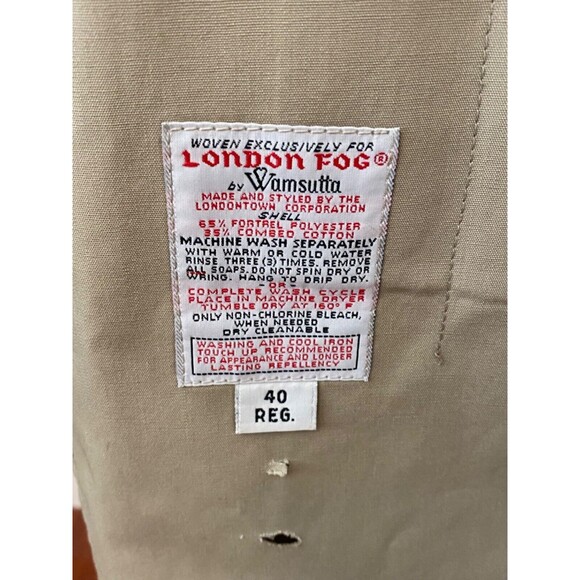 WOVEN EXCLUSIVELY FOR
LONDON FOG®
by Wamsutta
MADE AND STYLED BY THE
LONDONTOWN CORPORATION
SHELL
65% FORTREL POLYESTER
35% COMBED COTTON
MACHINE WASH SEPARATELY
WITH WARM OR COLD WATER
RINSE THREE (3) TIMES. REMOVE
ALL SOAPS. DO NOT SPIN DRY OR
WRING. HANG TO DRIP DRY.
-OR-
COMPLETE WASH CYCLE
PLACE IN MACHINE DRYER
TUMBLE DRY AT 160° F
ONLY NON-CHLORINE BLEACH,
WHEN NEEDED
DRY CLEANABLE
WASHING AND COOL IRON
TOUCH UP RECOMMENDED
FOR APPEARANCE AND LONGER
LASTING REPELLENCY
40
REG.